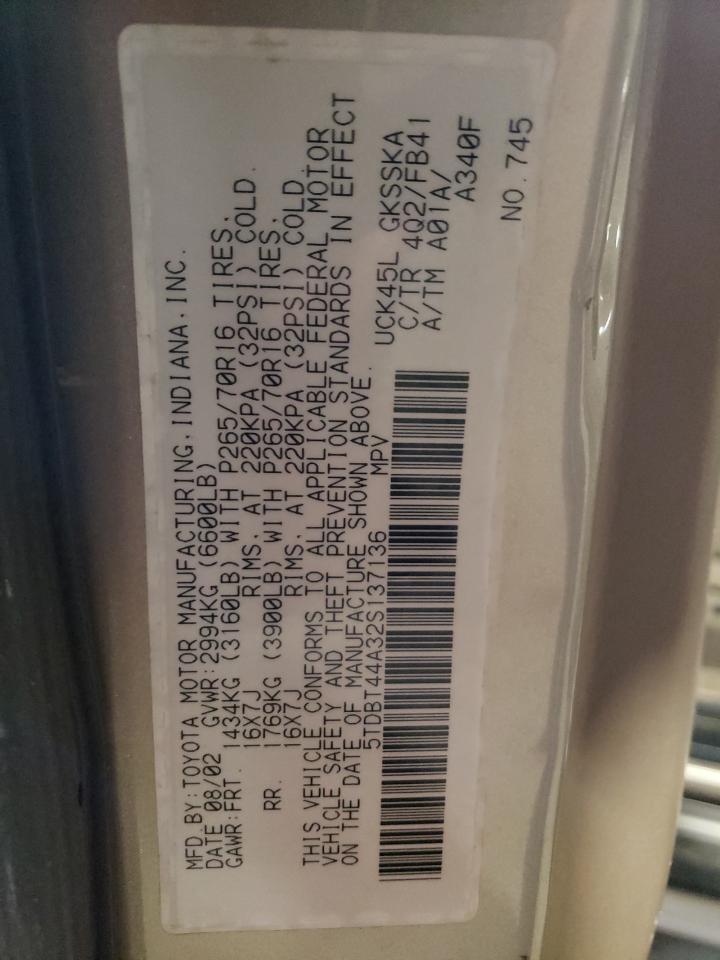 MFD.BY:TOYOTA MOTOR MANUFACTURING,INDIANA,INC.
DATE 08/02 GVWR:2994KG (6600LB)
GAWR:FRT. 1434KG (3160LB) WITH P265/70R16 TIRES,
16X7J RIMS, AT 220KPA (32PSI) COLD.
RR. 1769KG (3900LB) WITH P265/70R16 TIRES,
16X7J RIMS, AT 220KPA (32PSI) COLD.
THIS VEHICLE CONFORMS TO ALL APPLICABLE FEDERAL MOTOR
VEHICLE SAFETY AND THEFT PREVENTION STANDARDS IN EFFECT
ON THE DATE OF MANUFACTURE SHOWN ABOVE.
5TDBT44A32S137136 MPV
UCK45L GKSSKA
C/TR 4Q2/FB41
A/TM A01A/
A340F
NO. 745